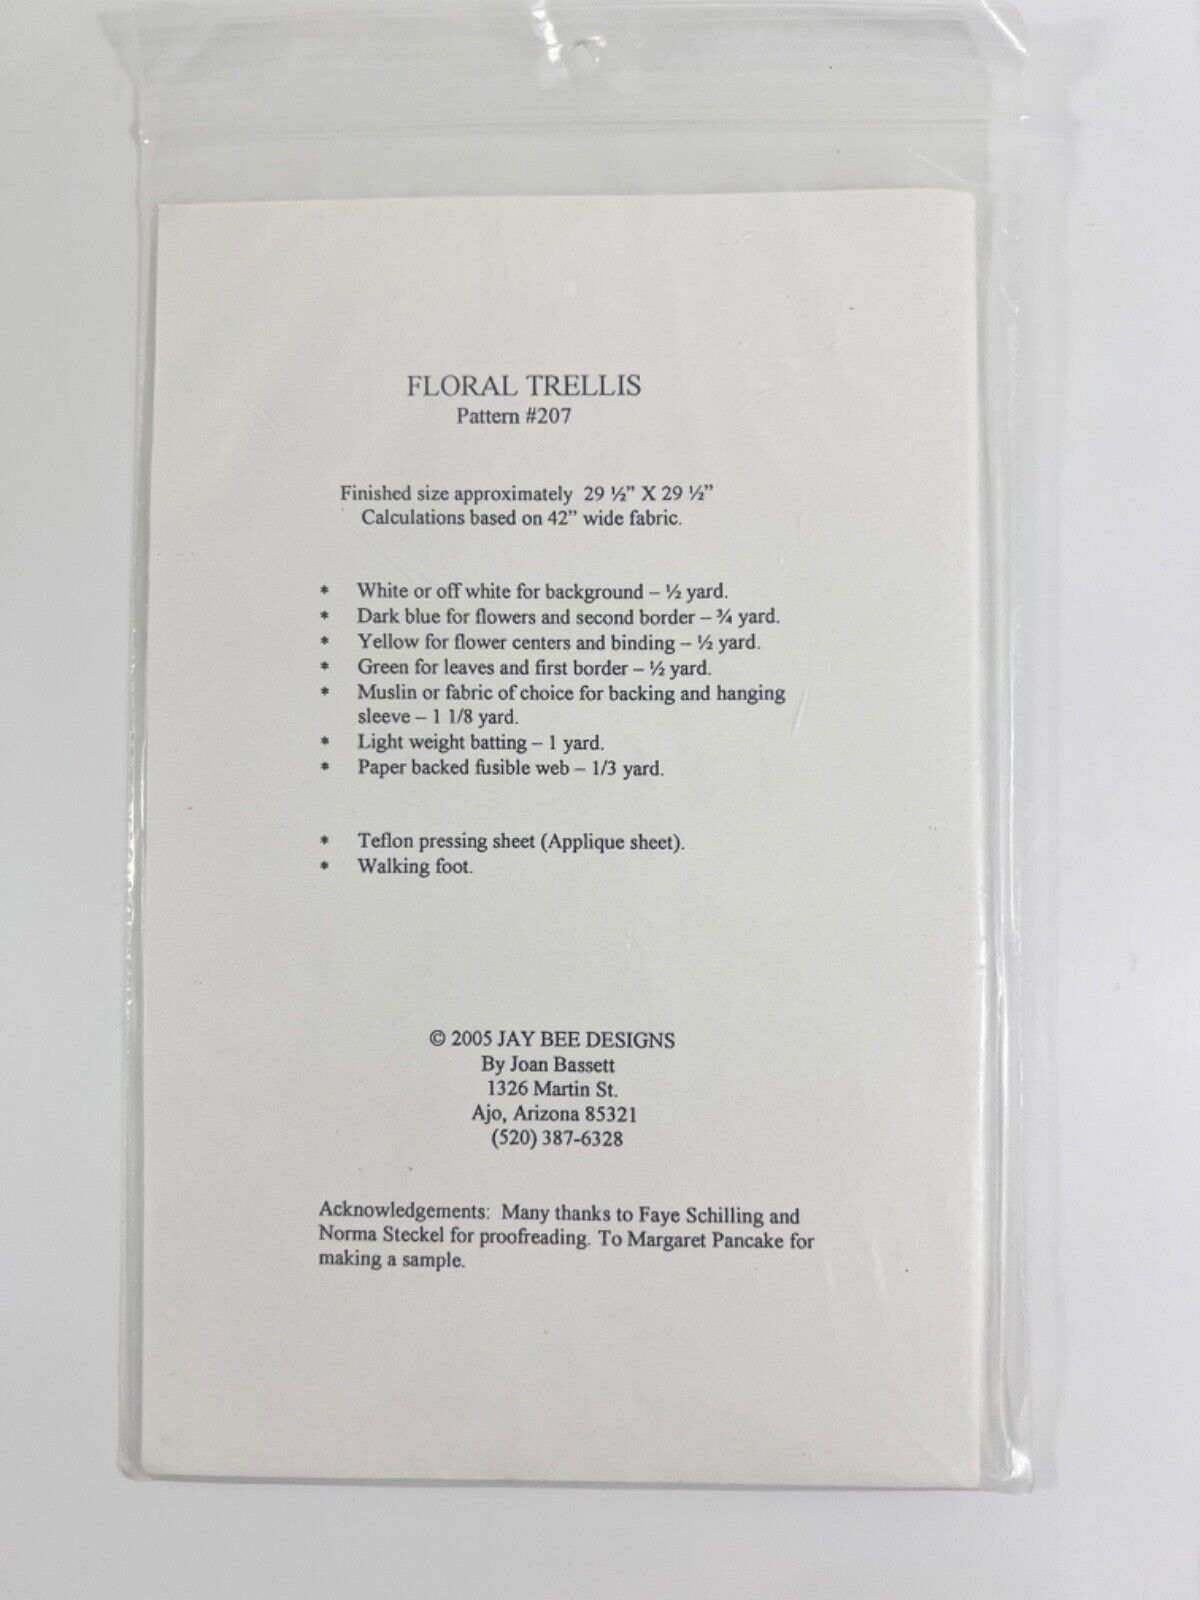 FLORAL TRELLIS
Pattern #207
Finished size approximately 29 ½” X 29 ½”
Calculations based on 42” wide fabric.
* White or off white for background – ½ yard.
* Dark blue for flowers and second border – ¾ yard.
* Yellow for flower centers and binding – ½ yard.
* Green for leaves and first border – ½ yard.
* Muslin or fabric of choice for backing and hanging
sleeve – 1 1/8 yard.
* Light weight batting – 1 yard.
* Paper backed fusible web – 1/3 yard.
* Teflon pressing sheet (Applique sheet).
* Walking foot.
© 2005 JAY BEE DESIGNS
By Joan Bassett
1326 Martin St.
Ajo, Arizona 85321
(520) 387-6328
Acknowledgements: Many thanks to Faye Schilling and
Norma Steckel for proofreading. To Margaret Pancake for
making a sample.